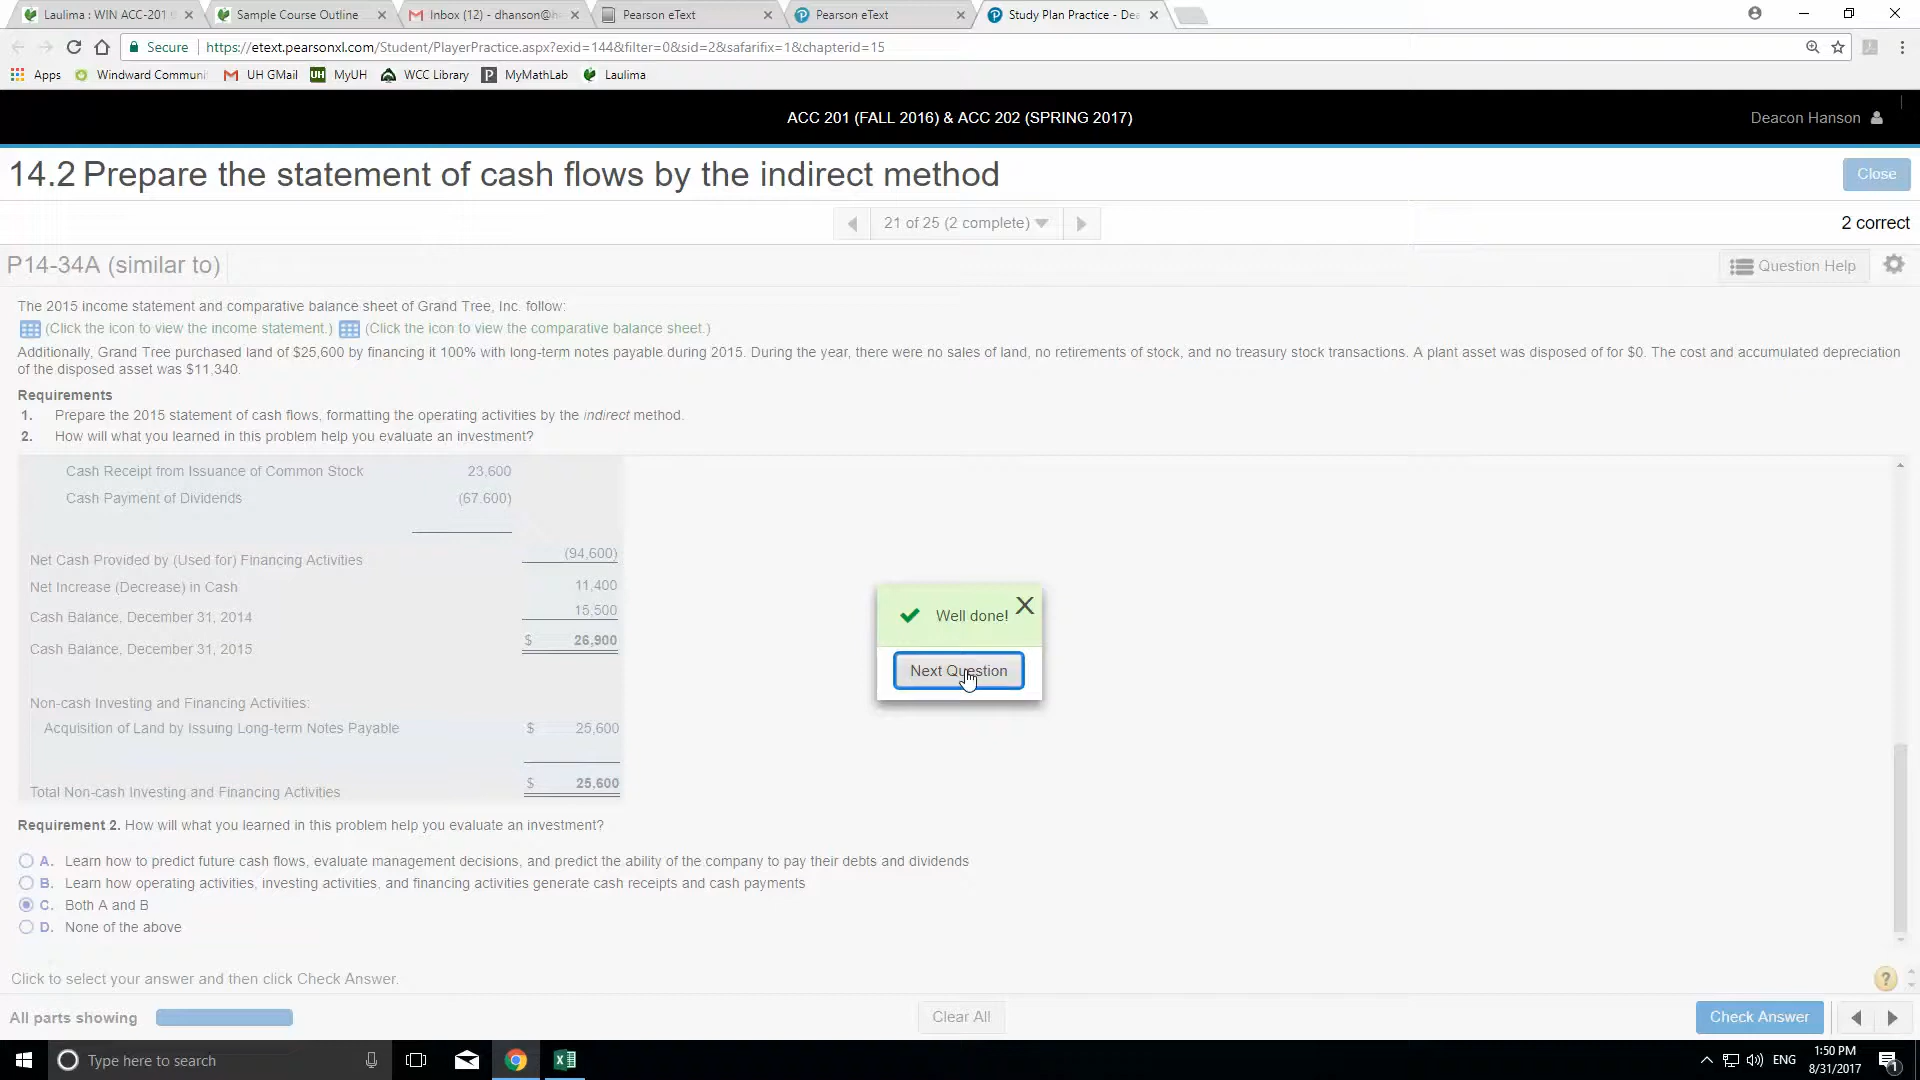 Laulima : WIN ACC-201
Sample Course Outline
Inbox (12) - dhanson@h
Pearson eText
Pearson eText
Study Plan Practice - De
Secure
https://etext.pearsonxl.com/Student/PlayerPractice.aspx?exid=144&filter=0&sid=2&safarifix=1&chapterid=15
Apps
Windward Commun
UH GMail
UH MyUH
WCC Library
P MyMathLab
Laulima
ACC 201 (FALL 2016) & ACC 202 (SPRING 2017)
Deacon Hanson
14.2 Prepare the statement of cash flows by the indirect method
Close
21 of 25 (2 complete)
2 correct
P14-34A (similar to)
Question Help
The 2015 income statement and comparative balance sheet of Grand Tree, Inc. follow:
(Click the icon to view the income statement.) (Click the icon to view the comparative balance sheet.)
Additionally, Grand Tree purchased land of $25,600 by financing it 100% with long-term notes payable during 2015. During the year, there were no sales of land, no retirements of stock, and no treasury stock transactions. A plant asset was disposed of for $0. The cost and accumulated depreciation
of the disposed asset was $11,340.
Requirements
1. Prepare the 2015 statement of cash flows, formatting the operating activities by the indirect method.
2. How will what you learned in this problem help you evaluate an investment?
Cash Receipt from Issuance of Common Stock 23,600
Cash Payment of Dividends (67,600)
Net Cash Provided by (Used for) Financing Activities (94,600)
Net Increase (Decrease) in Cash 11,400
Cash Balance, December 31, 2014 15,500
Cash Balance, December 31, 2015 $ 26,900
Non-cash Investing and Financing Activities:
Acquisition of Land by Issuing Long-term Notes Payable $ 25,600
Total Non-cash Investing and Financing Activities $ 25,600
Well done!
Next Question
Requirement 2. How will what you learned in this problem help you evaluate an investment?
A. Learn how to predict future cash flows, evaluate management decisions, and predict the ability of the company to pay their debts and dividends
B. Learn how operating activities, investing activities, and financing activities generate cash receipts and cash payments
C. Both A and B
D. None of the above
Click to select your answer and then click Check Answer.
?
All parts showing
Clear All
Check Answer
Type here to search
ENG
1:50 PM
8/31/2017
1